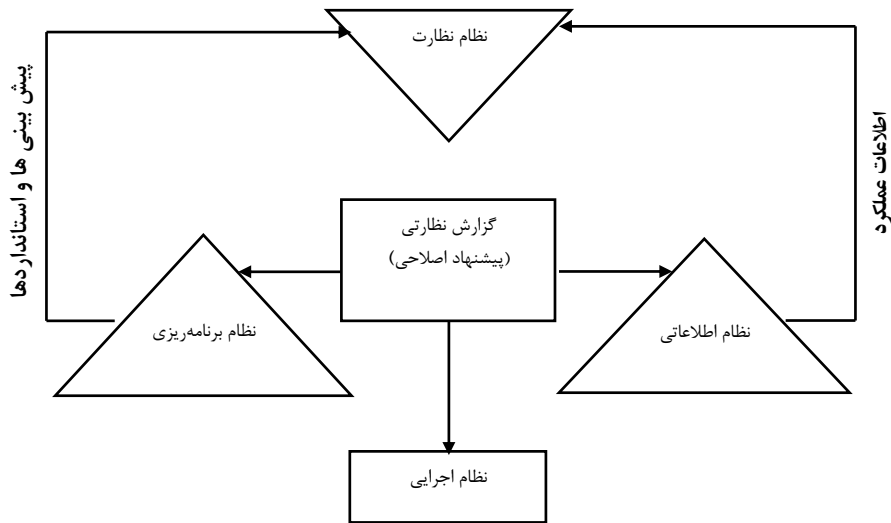 نظام نظارت
پیش بینی ها و استانداردها
اطلاعات عملکرد
گزارش نظارتی
(پیشنهاد اصلاحی)
نظام برنامه‌ریزی
نظام اطلاعاتی
نظام اجرایی